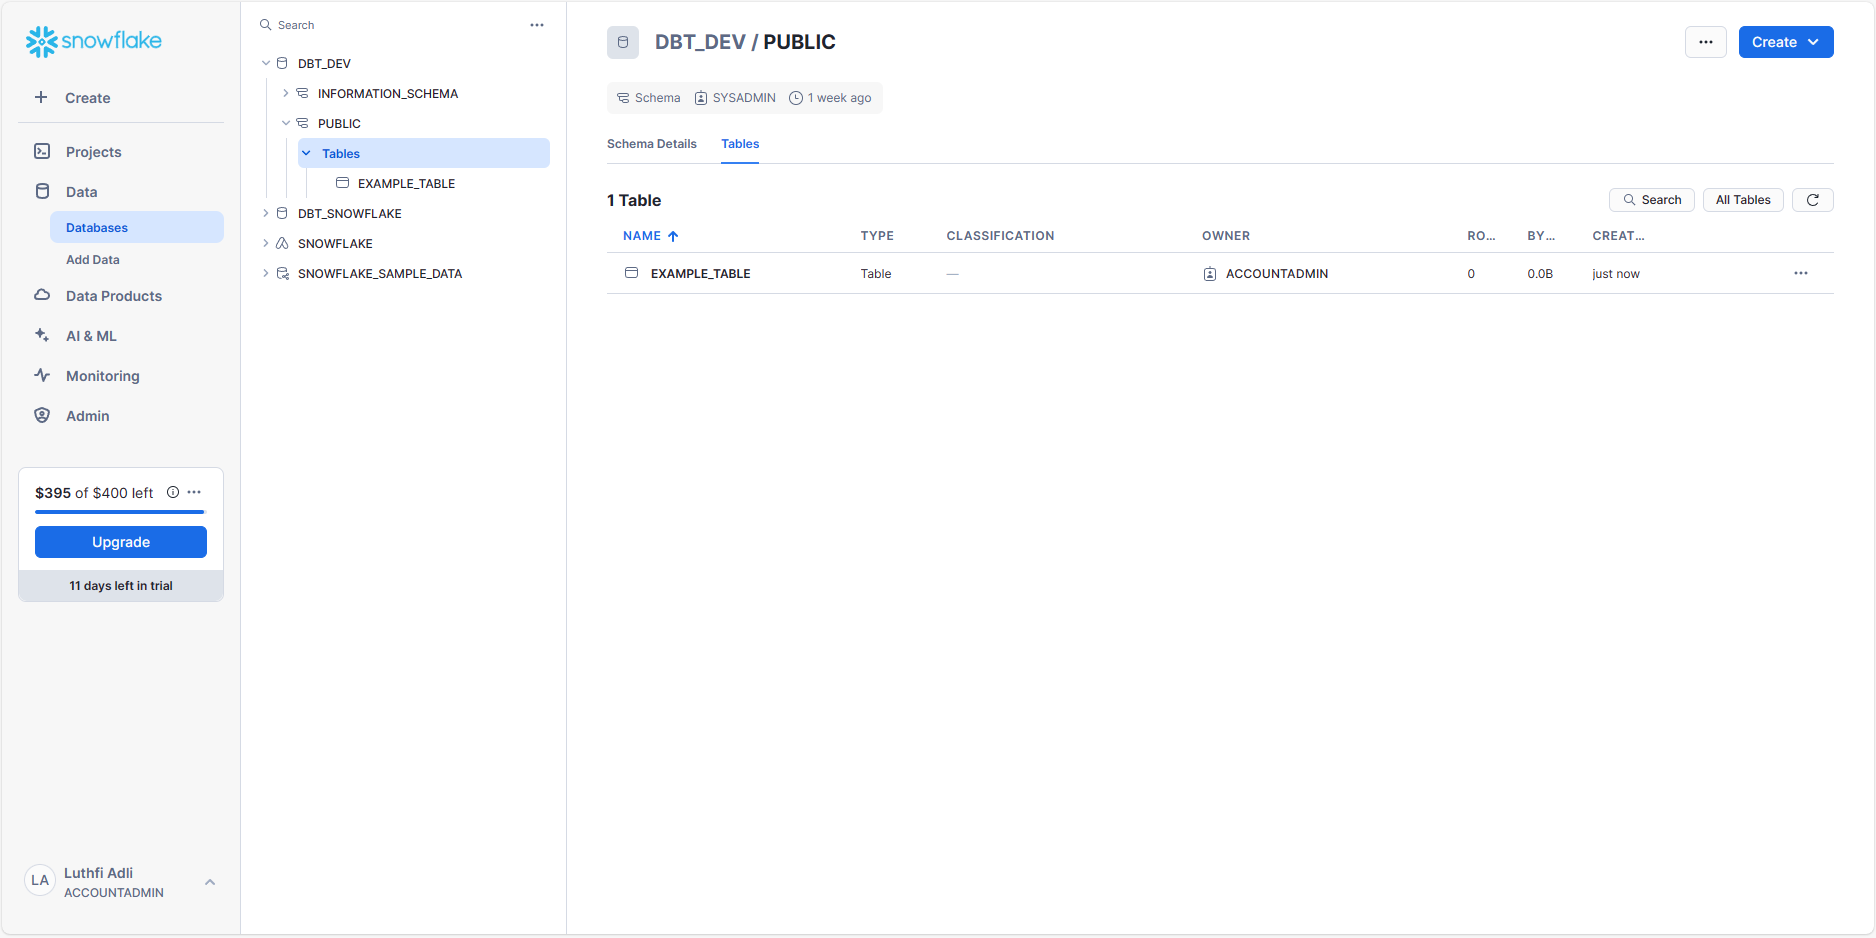 snowflake
Create
Projects
Data
Databases
Add Data
Data Products
AI & ML
Monitoring
Admin
$395 of $400 left
Upgrade
11 days left in trial
LA
Luthfi Adli
ACCOUNTADMIN
Search
DBT_DEV
INFORMATION_SCHEMA
PUBLIC
Tables
EXAMPLE_TABLE
DBT_SNOWFLAKE
SNOWFLAKE
SNOWFLAKE_SAMPLE_DATA
DBT_DEV / PUBLIC
Create
Schema SYSADMIN 1 week ago
Schema Details Tables
1 Table
Search All Tables
NAME TYPE CLASSIFICATION OWNER RO... BY... CREAT...
EXAMPLE_TABLE Table — ACCOUNTADMIN 0 0.0B just now